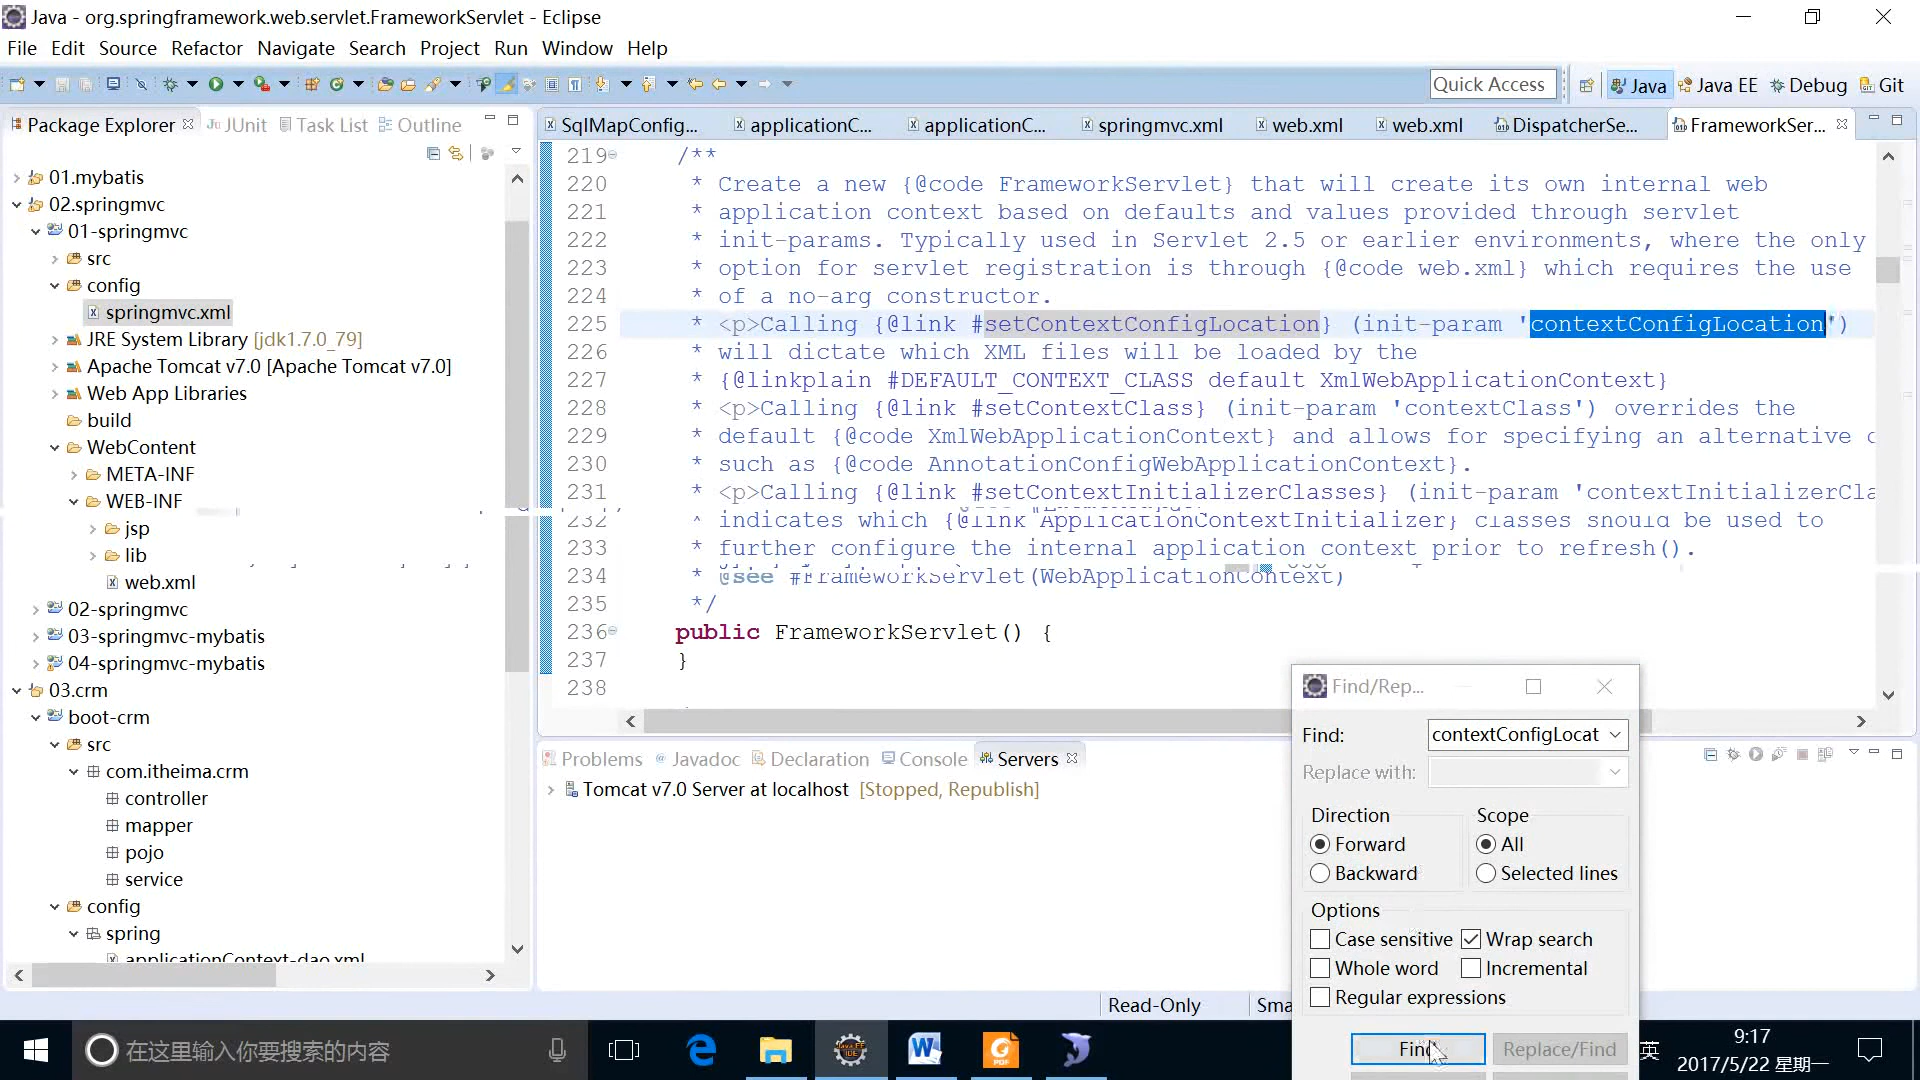 Java - org.springframework.web.servlet.FrameworkServlet - Eclipse
File Edit Source Refactor Navigate Search Project Run Window Help
Quick Access
Java
Java EE
Debug
Git
Package Explorer
JUnit
Task List
Outline
SqlMapConfig...
applicationC...
applicationC...
springmvc.xml
web.xml
web.xml
DispatcherSe...
FrameworkSer...
01.mybatis
02.springmvc
01-springmvc
src
config
springmvc.xml
JRE System Library [jdk1.7.0_79]
Apache Tomcat v7.0 [Apache Tomcat v7.0]
Web App Libraries
build
WebContent
META-INF
WEB-INF
jsp
lib
web.xml
02-springmvc
03-springmvc-mybatis
04-springmvc-mybatis
03.crm
boot-crm
src
com.itheima.crm
controller
mapper
pojo
service
config
spring
applicationContext-dao.xml
219 /**
220 * Create a new {@code FrameworkServlet} that will create its own internal web
221 * application context based on defaults and values provided through servlet
222 * init-params. Typically used in Servlet 2.5 or earlier environments, where the only
223 * option for servlet registration is through {@code web.xml} which requires the use
224 * of a no-arg constructor.
225 * <p>Calling {@link #setContextConfigLocation} (init-param 'contextConfigLocation')
226 * will dictate which XML files will be loaded by the
227 * {@linkplain #DEFAULT_CONTEXT_CLASS default XmlWebApplicationContext}
228 * <p>Calling {@link #setContextClass} (init-param 'contextClass') overrides the
229 * default {@code XmlWebApplicationContext} and allows for specifying an alternative c
230 * such as {@code AnnotationConfigWebApplicationContext}.
231 * <p>Calling {@link #setContextInitializerClasses} (init-param 'contextInitializerCla
232 * indicates which {@link ApplicationContextInitializer} classes should be used to
233 * further configure the internal application context prior to refresh().
234 * @see #FrameworkServlet(WebApplicationContext)
235 */
236 public FrameworkServlet() {
237 }
238
Problems
Javadoc
Declaration
Console
Servers
Tomcat v7.0 Server at localhost [Stopped, Republish]
Find/Rep...
Find: contextConfigLocat
Replace with:
Direction
Forward
Backward
Scope
All
Selected lines
Options
Case sensitive
Wrap search
Whole word
Incremental
Regular expressions
Find
Replace/Find
Read-Only
Sma
在这里输入你要搜索的内容
英
9:17
2017/5/22 星期一